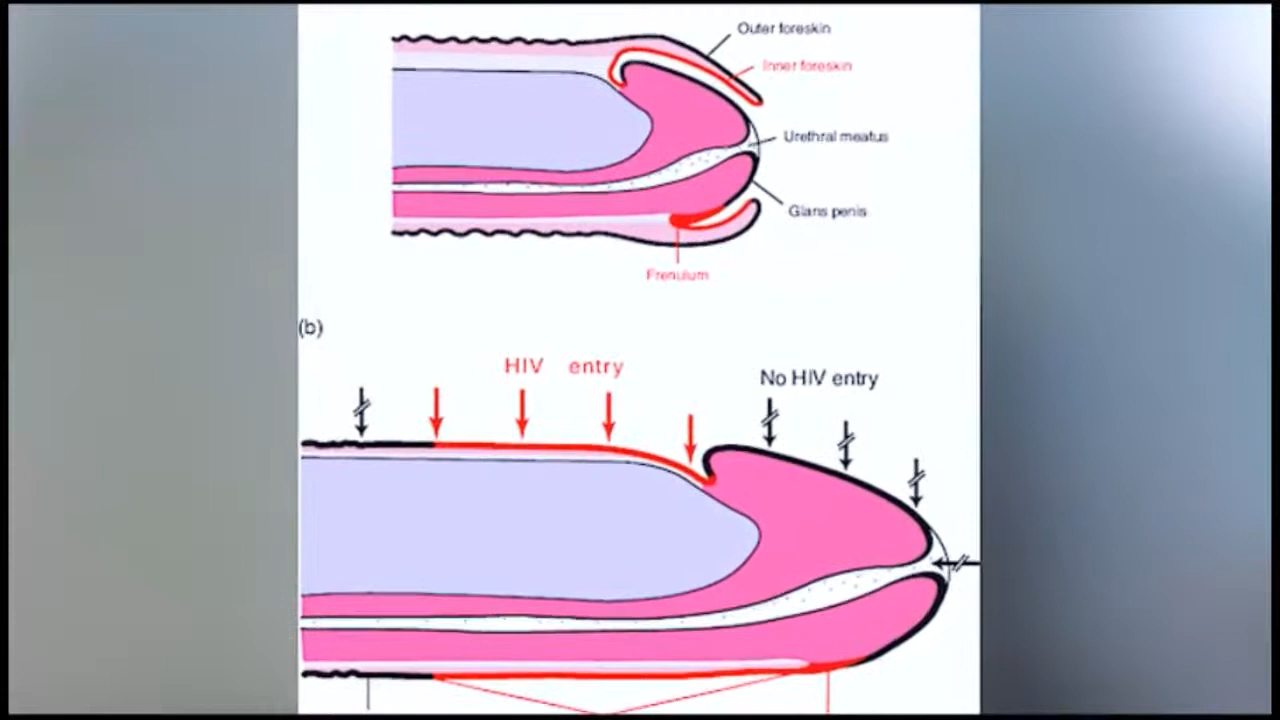 Outer foreskin
Inner foreskin
Urethral meatus
Glans penis
Frenulum
(b)
HIV entry
No HIV entry